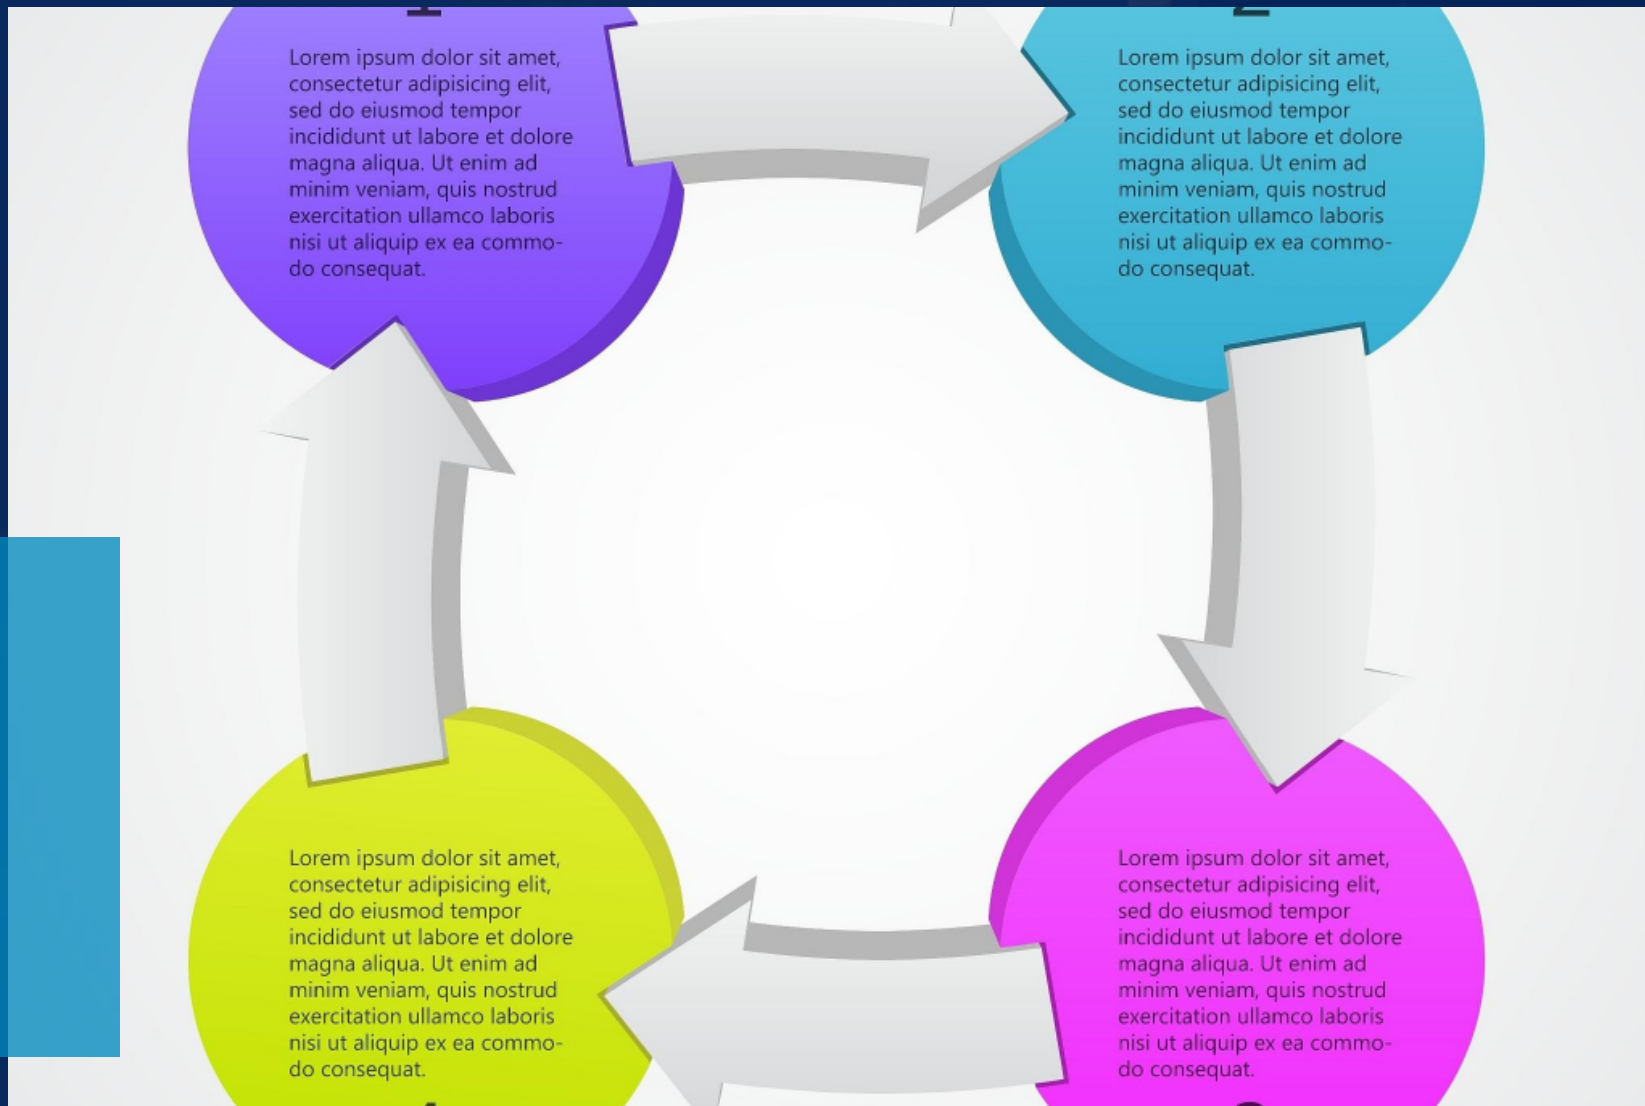 Lorem ipsum dolor sit amet,
consectetur adipisicing elit,
sed do eiusmod tempor
incididunt ut labore et dolore
magna aliqua. Ut enim ad
minim veniam, quis nostrud
exercitation ullamco laboris
nisi ut aliquip ex ea commo-
do consequat.
Lorem ipsum dolor sit amet,
consectetur adipisicing elit,
sed do eiusmod tempor
incididunt ut labore et dolore
magna aliqua. Ut enim ad
minim veniam, quis nostrud
exercitation ullamco laboris
nisi ut aliquip ex ea commo-
do consequat.
Lorem ipsum dolor sit amet,
consectetur adipisicing elit,
sed do eiusmod tempor
incididunt ut labore et dolore
magna aliqua. Ut enim ad
minim veniam, quis nostrud
exercitation ullamco laboris
nisi ut aliquip ex ea commo-
do consequat.
Lorem ipsum dolor sit amet,
consectetur adipisicing elit,
sed do eiusmod tempor
incididunt ut labore et dolore
magna aliqua. Ut enim ad
minim veniam, quis nostrud
exercitation ullamco laboris
nisi ut aliquip ex ea commo-
do consequat.